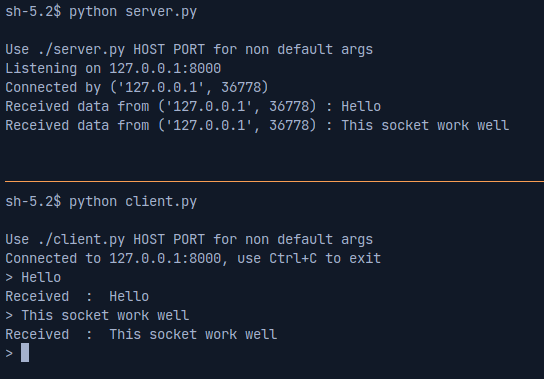 sh-5.2$ python server.py
Use ./server.py HOST PORT for non default args
Listening on 127.0.0.1:8000
Connected by ('127.0.0.1', 36778)
Received data from ('127.0.0.1', 36778) : Hello
Received data from ('127.0.0.1', 36778) : This socket work well
sh-5.2$ python client.py
Use ./client.py HOST PORT for non default args
Connected to 127.0.0.1:8000, use Ctrl+C to exit
> Hello
Received  :  Hello
> This socket work well
Received  :  This socket work well
>